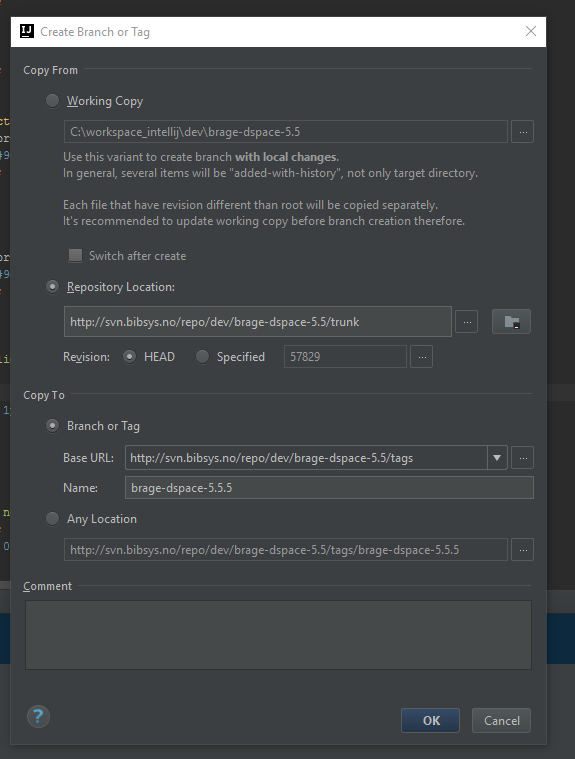 IJ Create Branch or Tag
Copy From
Working Copy
C:\workspace_intellij\dev\brage-dspace-5.5 ...
Use this variant to create branch with local changes.
In general, several items will be "added-with-history", not only target directory.
Each file that have revision different than root will be copied separately.
It's recommended to update working copy before branch creation therefore.
Switch after create
Repository Location:
http://svn.bibsys.no/repo/dev/brage-dspace-5.5/trunk ...
Revision: HEAD Specified 57829 ...
Copy To
Branch or Tag
Base URL: http://svn.bibsys.no/repo/dev/brage-dspace-5.5/tags ...
Name: brage-dspace-5.5.5
Any Location
http://svn.bibsys.no/repo/dev/brage-dspace-5.5/tags/brage-dspace-5.5.5 ...
Comment
? OK Cancel